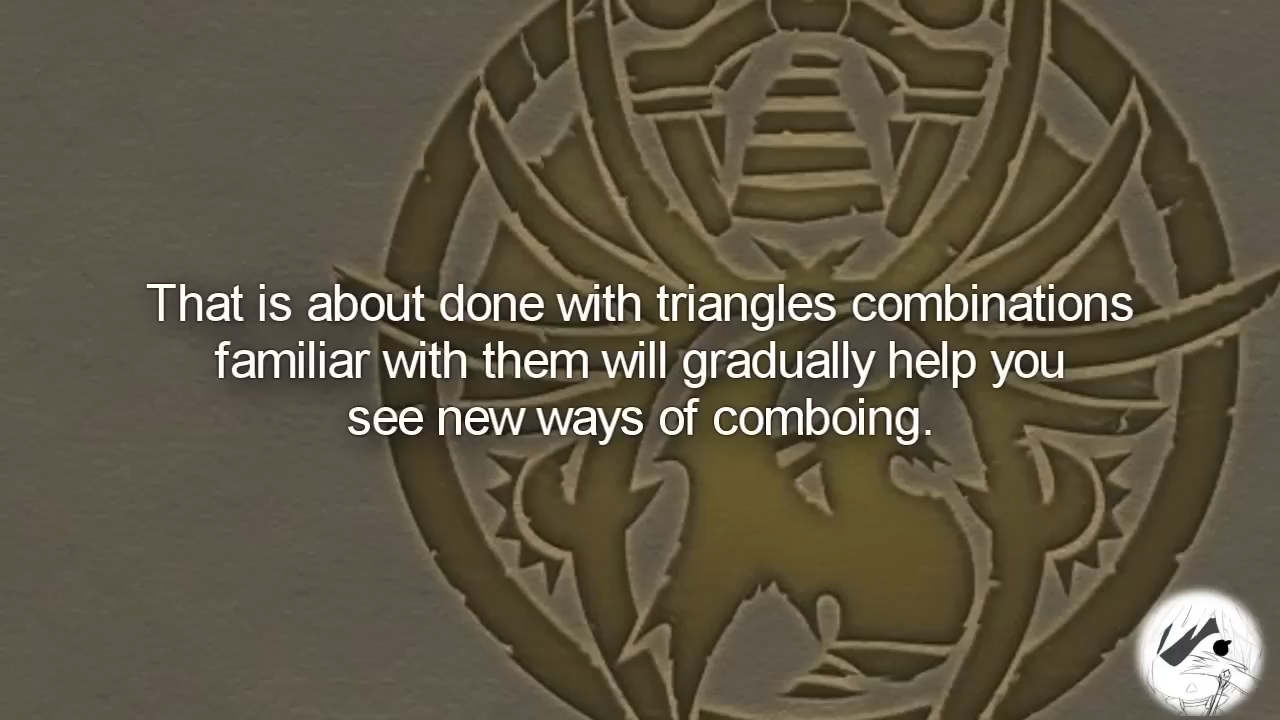 That is about done with triangles combinations
familiar with them will gradually help you
see new ways of comboing.